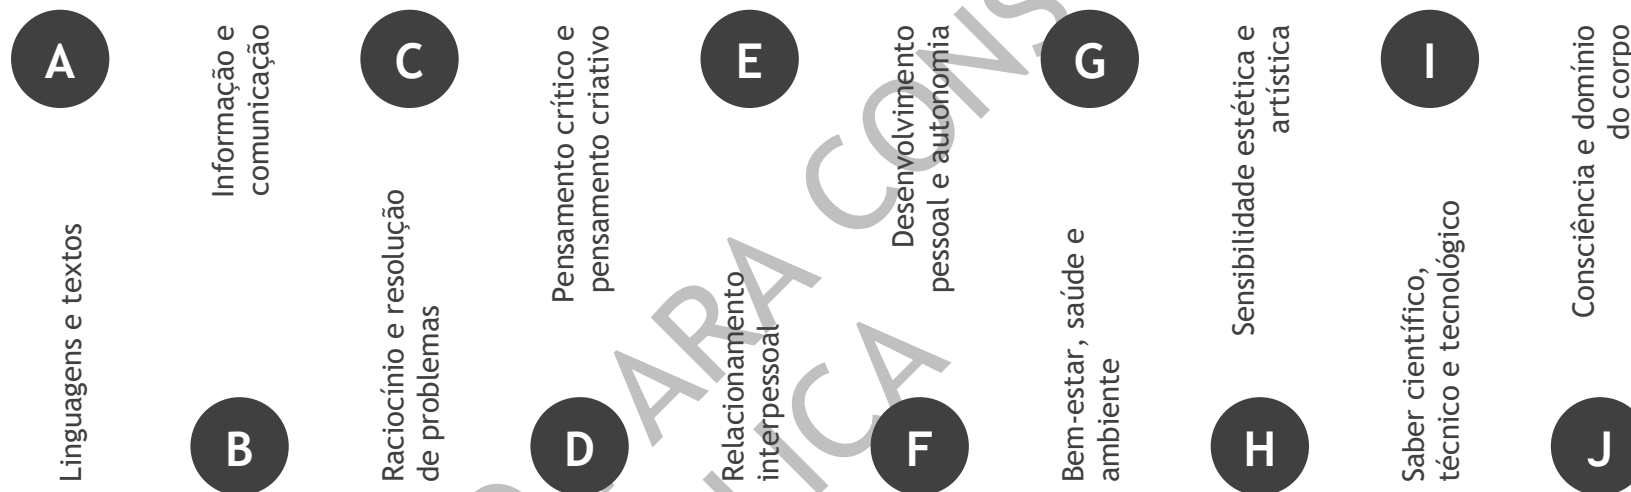 A
Linguagens e textos
Informação e
comunicação
B
C
Raciocínio e resolução
de problemas
Pensamento crítico e
pensamento criativo
D
E
Relacionamento
interpessoal
Desenvolvimento
pessoal e autonomia
F
G
Bem-estar, saúde e
ambiente
Sensibilidade estética e
artística
H
I
Saber científico,
técnico e tecnológico
Consciência e domínio
do corpo
J